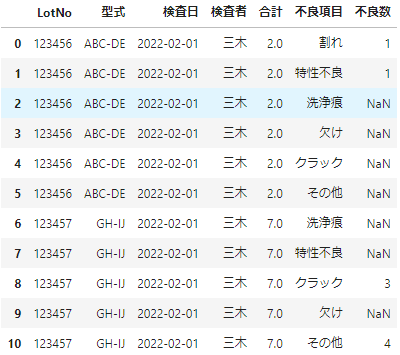 LotNo 型式 検査日 検査者 合計 不良項目 不良数
0 123456 ABC-DE 2022-02-01 三木 2.0 割れ 1
1 123456 ABC-DE 2022-02-01 三木 2.0 特性不良 1
2 123456 ABC-DE 2022-02-01 三木 2.0 洗浄痕 NaN
3 123456 ABC-DE 2022-02-01 三木 2.0 欠け NaN
4 123456 ABC-DE 2022-02-01 三木 2.0 クラック NaN
5 123456 ABC-DE 2022-02-01 三木 2.0 その他 NaN
6 123457 GH-IJ 2022-02-01 三木 7.0 洗浄痕 NaN
7 123457 GH-IJ 2022-02-01 三木 7.0 特性不良 NaN
8 123457 GH-IJ 2022-02-01 三木 7.0 クラック 3
9 123457 GH-IJ 2022-02-01 三木 7.0 欠け NaN
10 123457 GH-IJ 2022-02-01 三木 7.0 その他 4